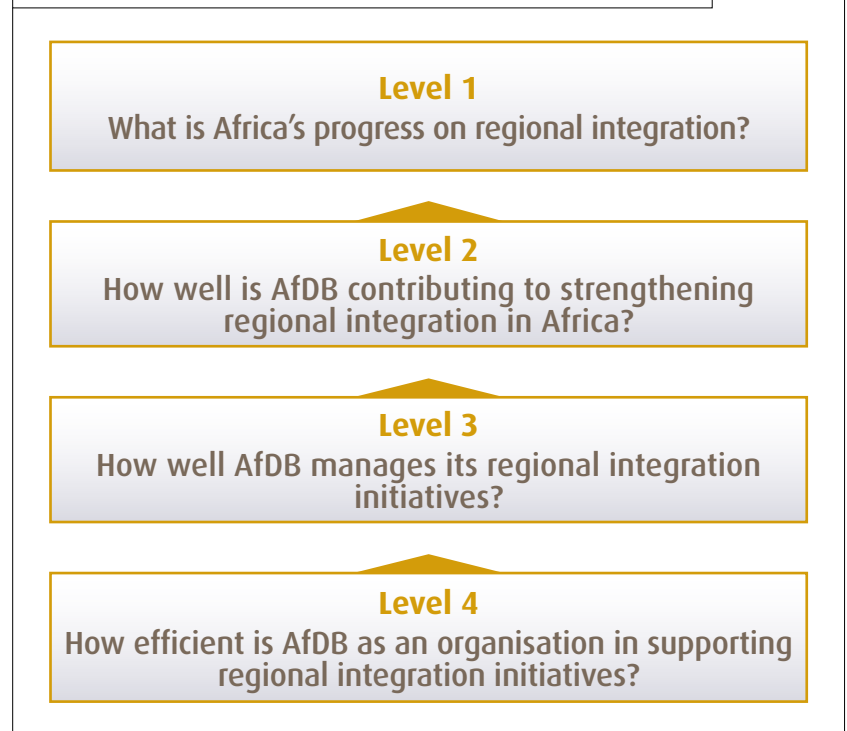 Level 1
What is Africa’s progress on regional integration?
Level 2
How well is AfDB contributing to strengthening
regional integration in Africa?
Level 3
How well AfDB manages its regional integration
initiatives?
Level 4
How efficient is AfDB as an organisation in supporting
regional integration initiatives?